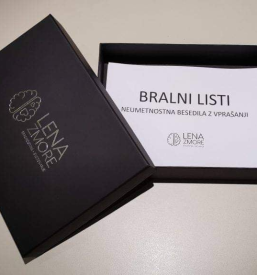 LENA
ZMORE
BRALNI LISTI
NEUMETNOSTNA BESEDILA Z VPRAŠANJI
LENA
ZMORE